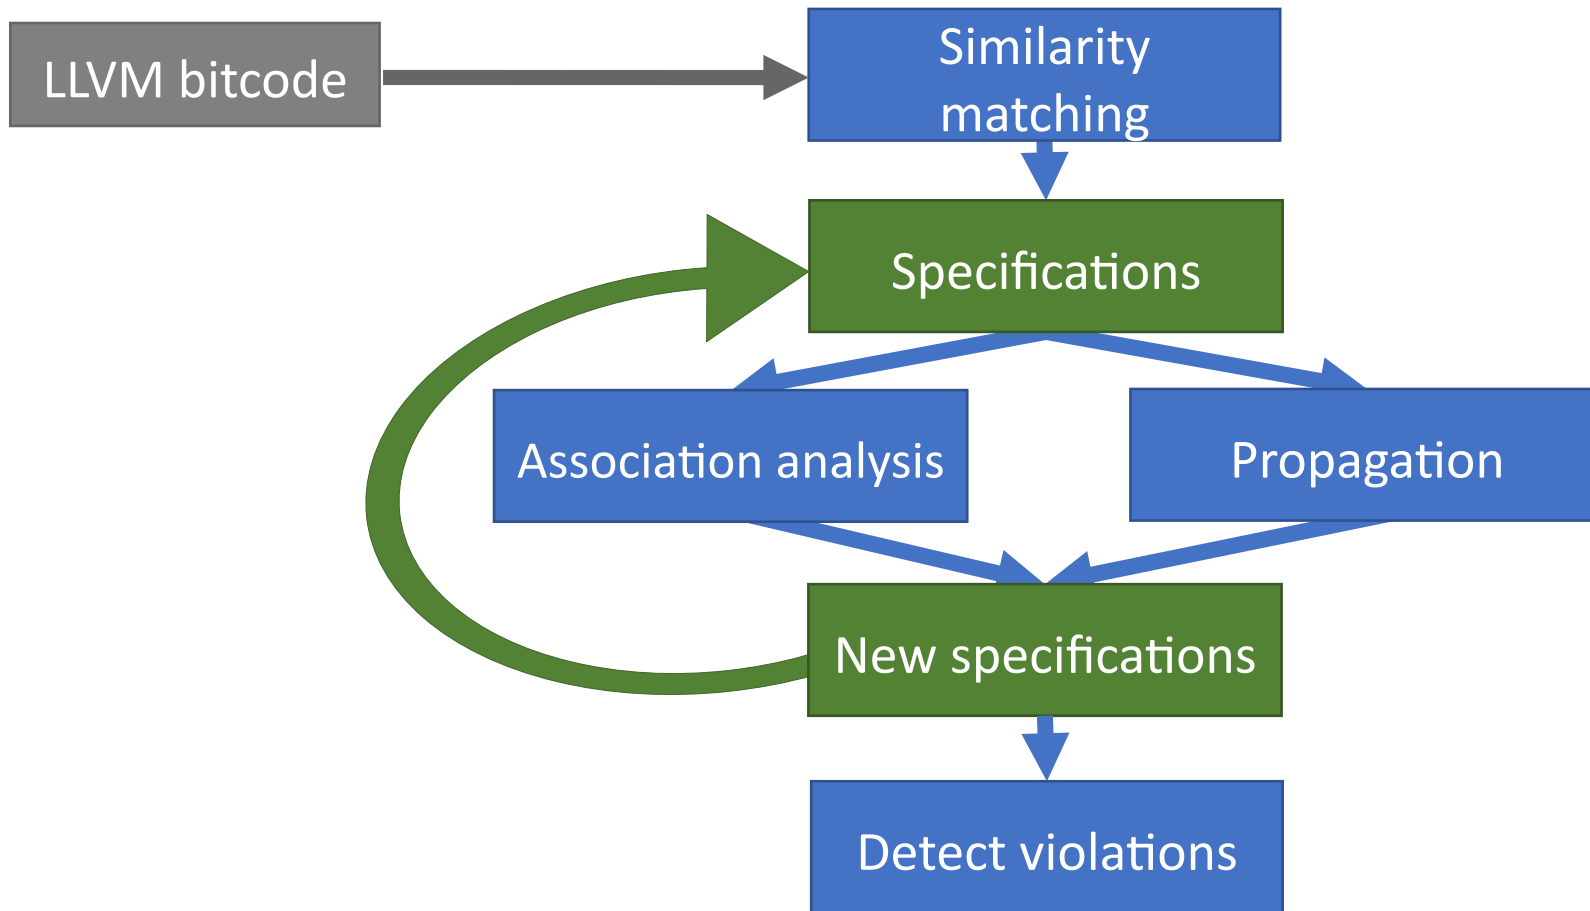 LLVM bitcode
Similarity
matching
Specifications
Association analysis
Propagation
New specifications
Detect violations